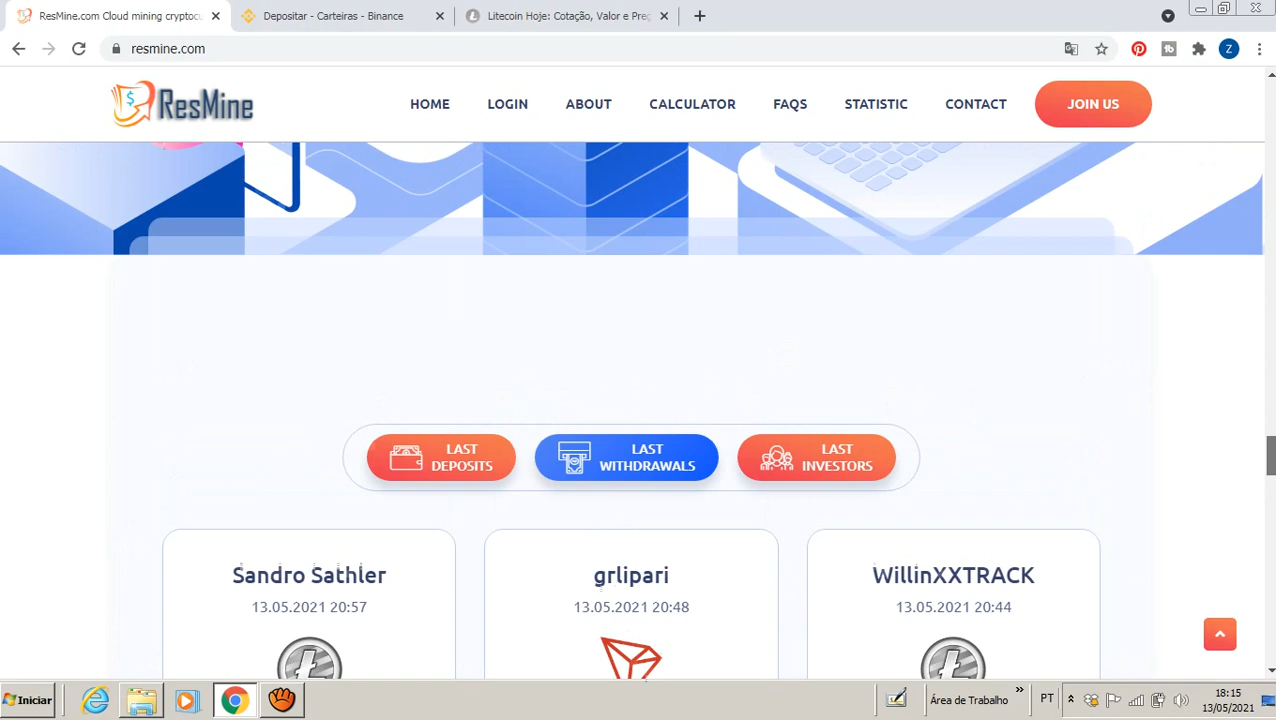 ResMine.com Cloud mining cryptocu
Depositar - Carteiras - Binance
Litecoin Hoje: Cotação, Valor e Preç
resmine.com
Z
ResMine
HOME
LOGIN
ABOUT
CALCULATOR
FAQS
STATISTIC
CONTACT
JOIN US
LAST
DEPOSITS
LAST
WITHDRAWALS
LAST
INVESTORS
Sandro Sathler
13.05.2021 20:57
grlipari
13.05.2021 20:48
WillinXXTRACK
13.05.2021 20:44
Iniciar
Área de Trabalho
PT
18:15
13/05/2021